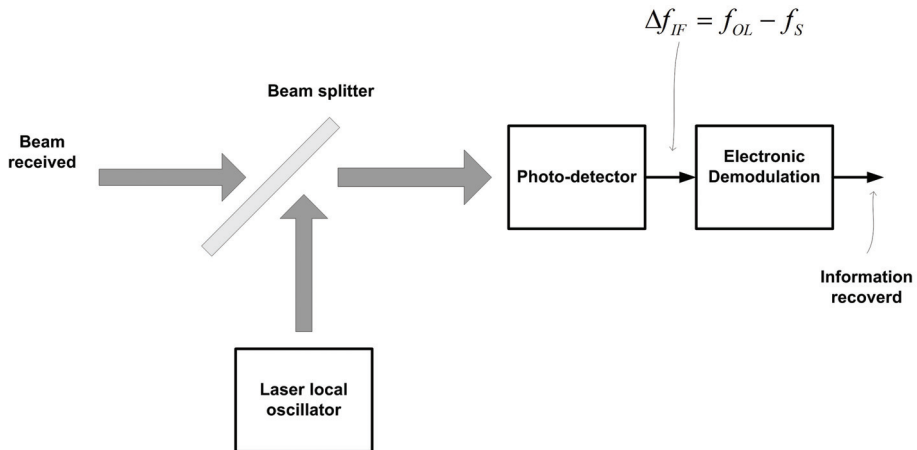 Δf_IF = f_OL − f_S
Beam splitter
Beam
received
Photo-detector
Electronic
Demodulation
Information
recoverd
Laser local
oscillator